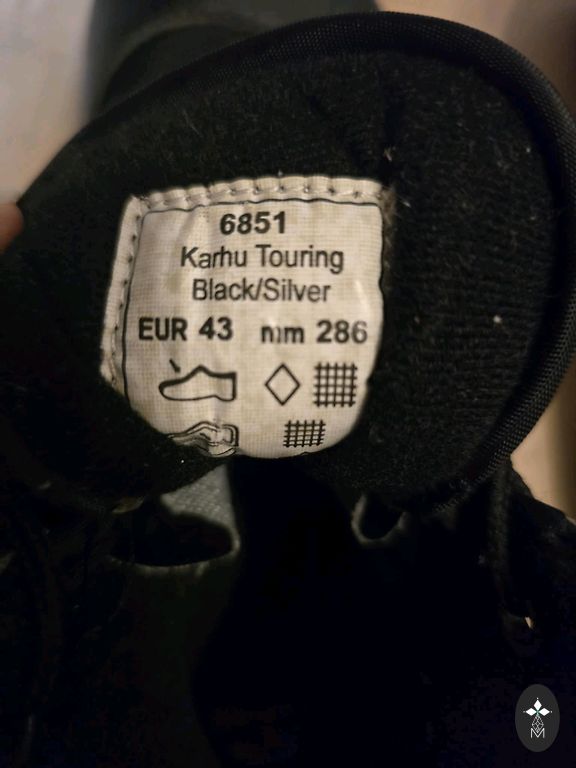 6851
Karhu Touring
Black/Silver
EUR 43 mm 286